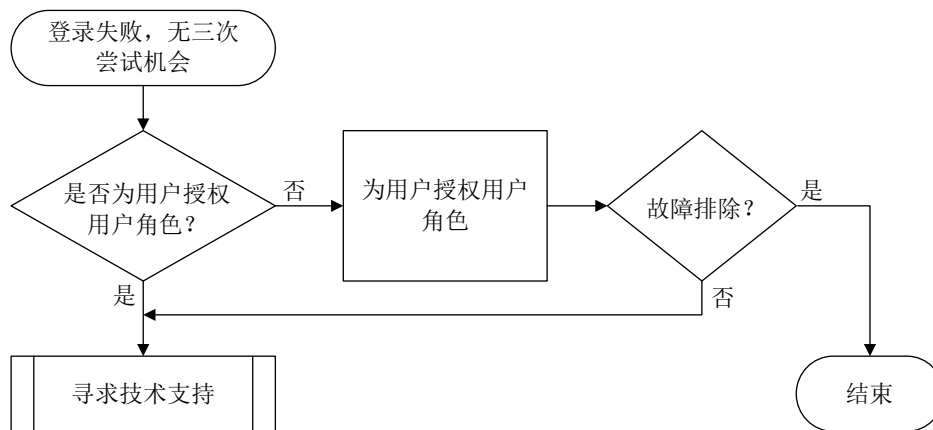 登录失败，无三次
尝试机会
是否为用户授权
用户角色？
否
为用户授权用户
角色
故障排除？
是
是
否
寻求技术支持
结束